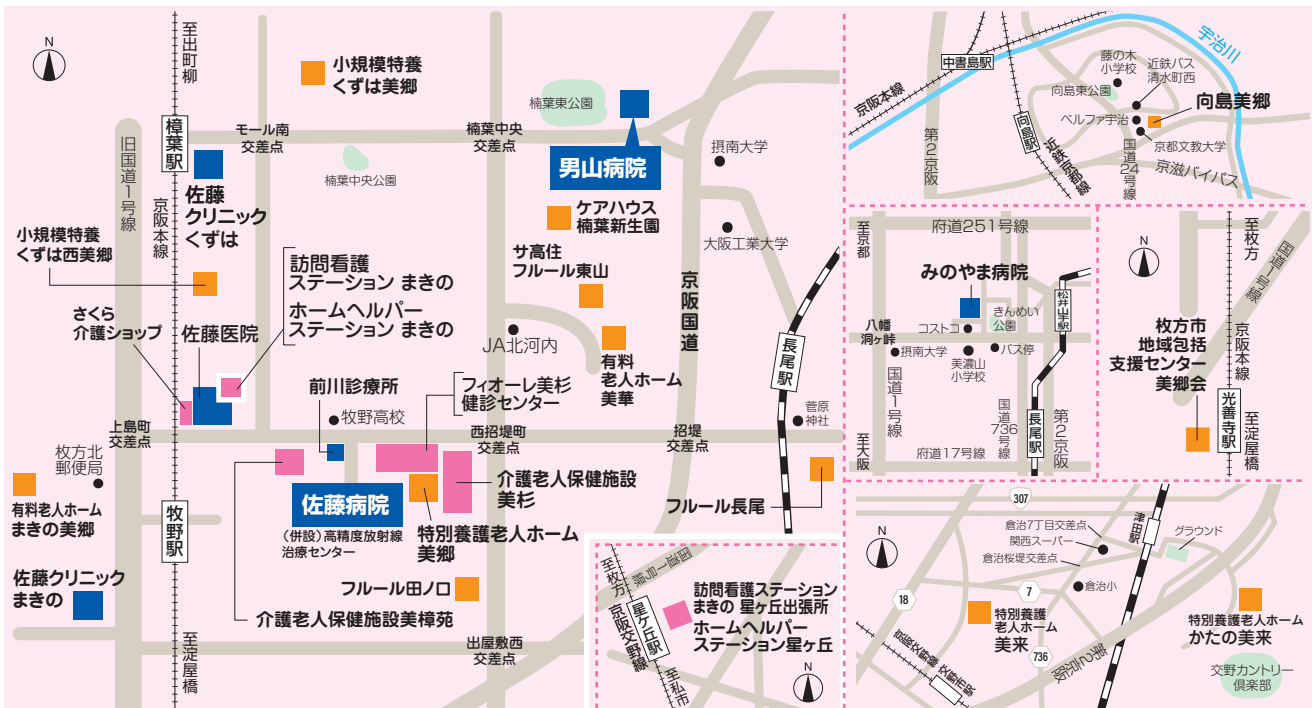 N
至出町柳
樟葉駅
旧国道1号線
京阪本線
小規模特養
くずは美郷
モール南
交差点
楠葉中央
交差点
楠葉中央公園
楠葉東公園
男山病院
摂南大学
大阪工業大学
佐藤
クリニック
くずは
ケアハウス
楠葉新生園
小規模特養
くずは西美郷
訪問看護
ステーション まきの
ホームヘルパー
ステーション まきの
サ高住
フルール東山
京阪国道
さくら
介護ショップ
佐藤医院
JA北河内
有料
老人ホーム
美華
長尾駅
前川診療所
フィオーレ美杉
健診センター
牧野高校
菅原
神社
上島町
交差点
西招堤町
交差点
招堤
交差点
枚方北
郵便局
有料老人ホーム
まきの美郷
牧野駅
佐藤病院
(併設)高精度放射線
治療センター
介護老人保健施設
美杉
特別養護老人ホーム
美郷
フルール長尾
佐藤クリニック
まきの
フルール田ノ口
介護老人保健施設美樟苑
出屋敷西
交差点
至淀屋橋
至枚方
国道一号線
星ケ丘駅
京阪交野線
至私市
訪問看護ステーション
まきの 星ヶ丘出張所
ホームヘルパー
ステーション星ヶ丘
N
N
宇治川
中書島駅
京阪本線
藤の木
小学校
近鉄バス
清水町西
向島東公園
向島美郷
ベルファ宇治
京都文教大学
向島駅
近鉄京都線
第2京阪
国道24号線
京滋バイパス
至京都
府道251号線
N
みのやま病院
きんめい
公園
コストコ
松井山手駅
八幡
洞ヶ峠
摂南大学
美濃山
小学校
バス停
国道1号線
国道736号線
長尾駅
第2京阪
至大阪
府道17号線
N
至枚方
国道1号線
京阪本線
枚方市
地域包括
支援センター
美郷会
光善寺駅
至淀屋橋
307
N
倉治7丁目交差点
関西スーパー
倉治桜堤交差点
津田駅
グラウンド
倉治小
18
7
736
特別養護
老人ホーム
美来
特別養護老人ホーム
かたの美来
京阪交野線交野市駅
第2京阪
交野カントリー
倶楽部